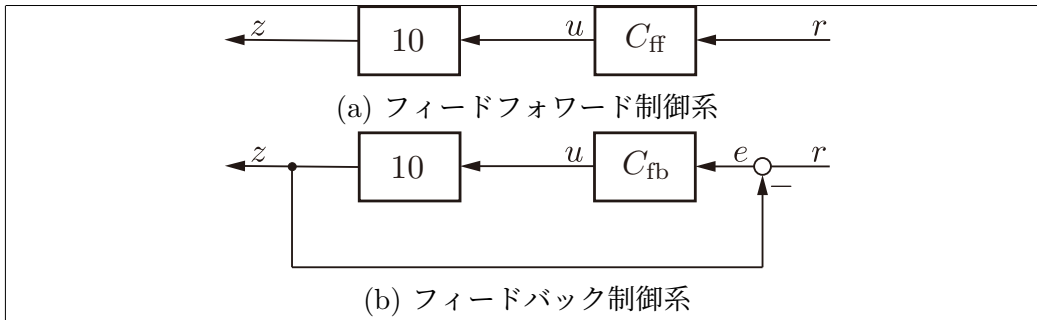 z 10 u C_ff r
(a) フィードフォワード制御系
z 10 u C_fb e r
−
(b) フィードバック制御系